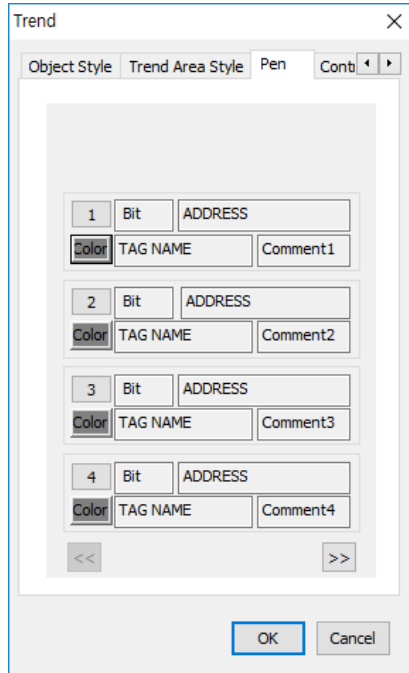 Trend
Object Style Trend Area Style Pen Conti
1 Bit ADDRESS
Color TAG NAME Comment1
2 Bit ADDRESS
Color TAG NAME Comment2
3 Bit ADDRESS
Color TAG NAME Comment3
4 Bit ADDRESS
Color TAG NAME Comment4
<< >>
OK Cancel